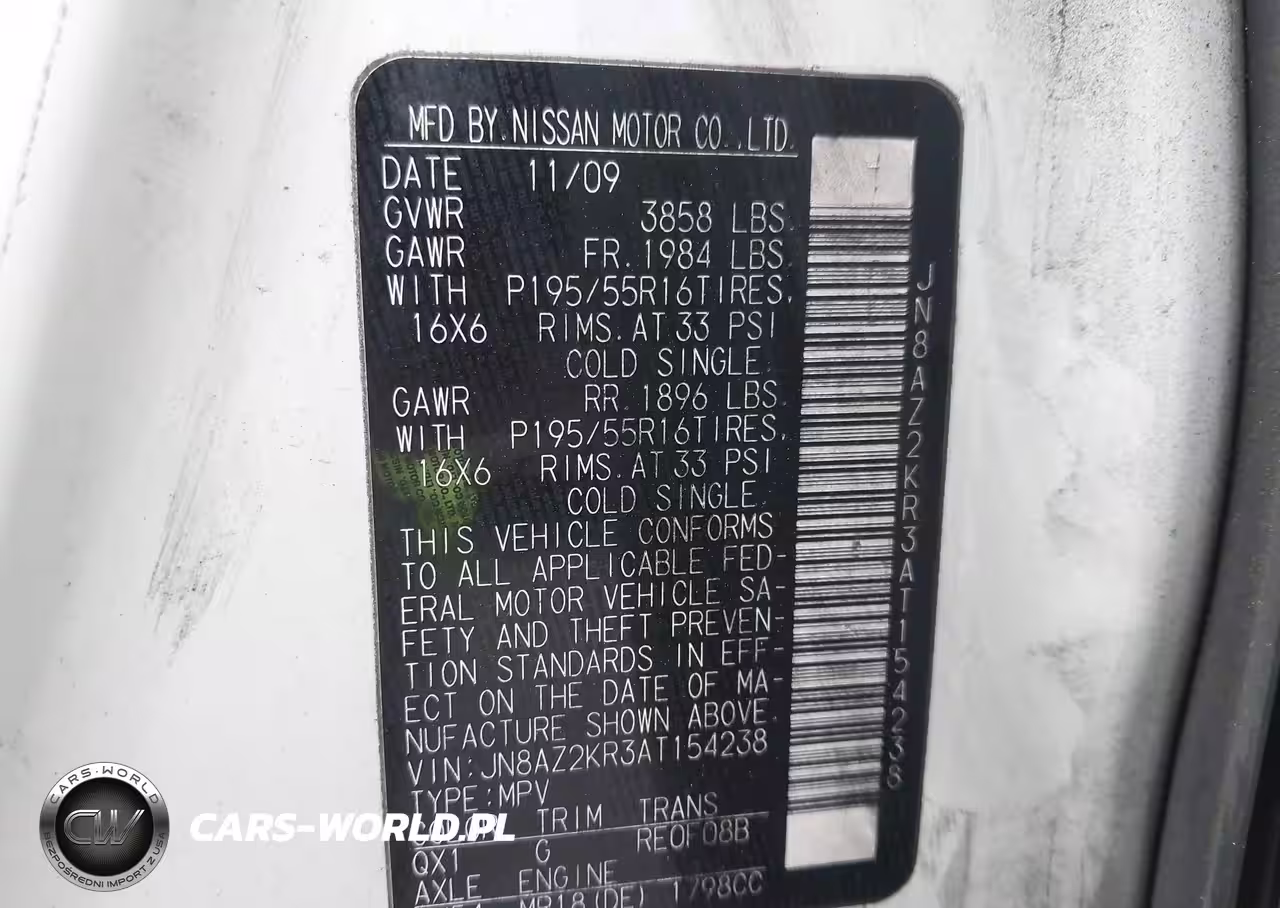 MFD BY.NISSAN MOTOR CO.,LTD.
DATE 11/09
GVWR 3858 LBS.
GAWR FR. 1984 LBS.
WITH P195/55R16TIRES.
16X6 RIMS. AT 33 PSI
COLD SINGLE.
GAWR RR. 1896 LBS.
WITH P195/55R16TIRES.
16X6 RIMS. AT 33 PSI
COLD SINGLE.
THIS VEHICLE CONFORMS
TO ALL APPLICABLE FED-
ERAL MOTOR VEHICLE SA-
FETY AND THEFT PREVEN-
TION STANDARDS IN EFF-
ECT ON THE DATE OF MA-
NUFACTURE SHOWN ABOVE.
VIN:JN8AZ2KR3AT154238
TYPE:MPV
TRIM TRANS
QX1 G RE0F08B
AXLE ENGINE
MR18(DE) 1798CC
JN8AZ2KR3AT154238
CARS-WORLD
CW
BEZPOŚREDNI IMPORT Z USA
CARS-WORLD.PL